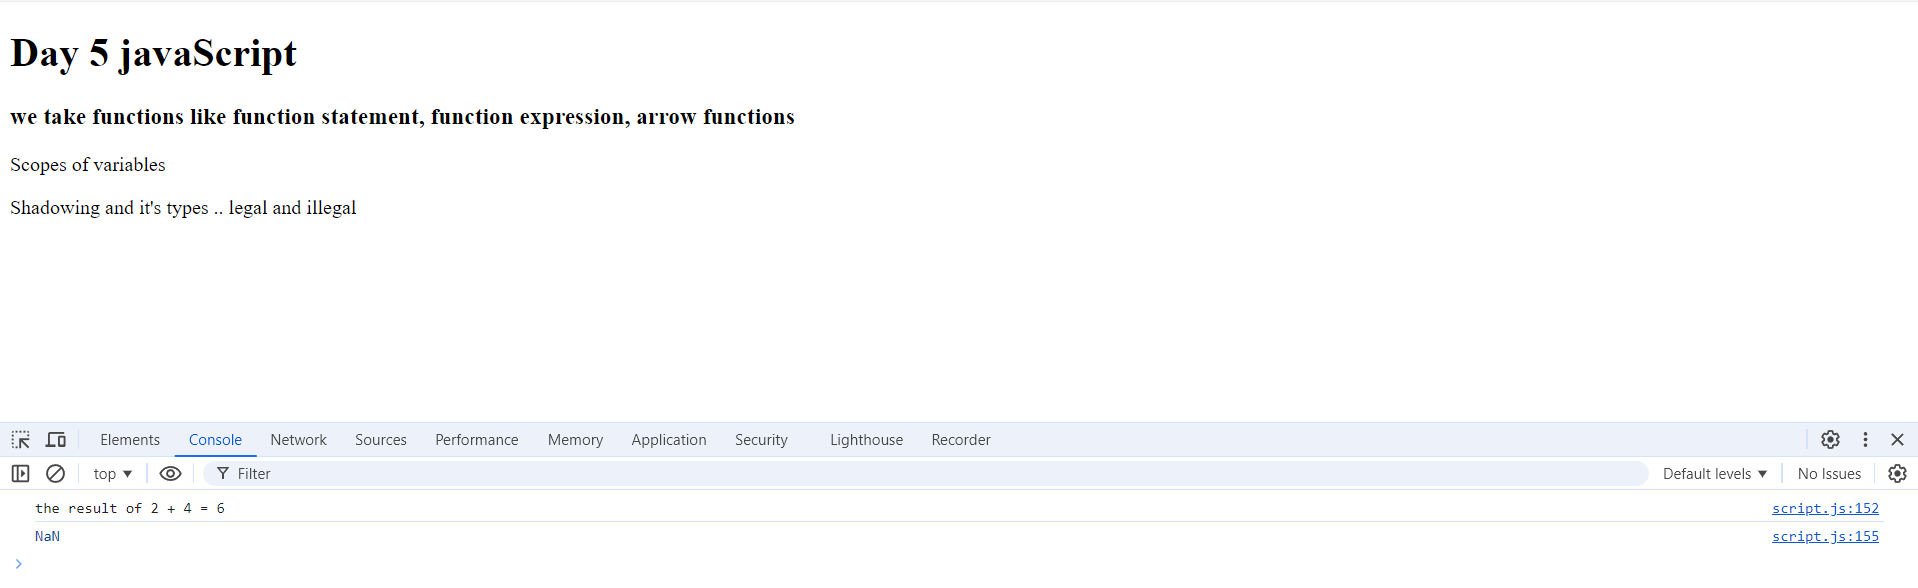 Day 5 javaScript
we take functions like function statement, function expression, arrow functions
Scopes of variables
Shadowing and it's types .. legal and illegal
Elements Console Network Sources Performance Memory Application Security Lighthouse Recorder
top Filter Default levels No Issues
the result of 2 + 4 = 6 script.js:152
NaN script.js:155